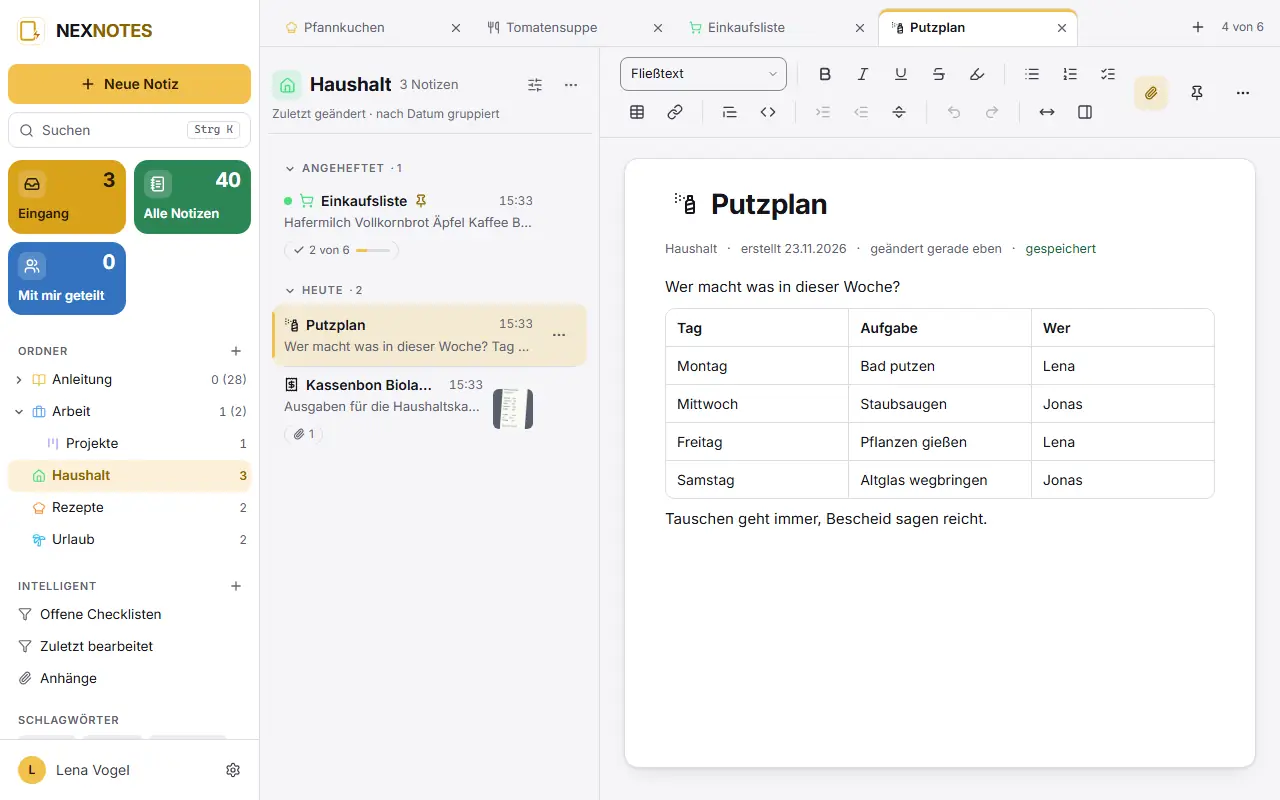 NEXNOTES
Neue Notiz
Suchen
Strg K
3
Eingang
40
Alle Notizen
0
Mit mir geteilt
ORDNER
Anleitung 0 (28)
Arbeit 1 (2)
Projekte 1
Haushalt 3
Rezepte 2
Urlaub 2
INTELLIGENT
Offene Checklisten
Zuletzt bearbeitet
Anhänge
SCHLAGWÖRTER
L Lena Vogel
Pfannkuchen
Tomatensuppe
Einkaufsliste
Putzplan
4 von 6
Haushalt 3 Notizen
Zuletzt geändert · nach Datum gruppiert
ANGEHEFTET · 1
Einkaufsliste 15:33
Hafermilch Vollkornbrot Äpfel Kaffee B...
2 von 6
HEUTE · 2
Putzplan 15:33
Wer macht was in dieser Woche? Tag ...
Kassenbon Biola... 15:33
Ausgaben für die Haushaltska...
1
Fließtext
Putzplan
Haushalt · erstellt 23.11.2026 · geändert gerade eben · gespeichert
Wer macht was in dieser Woche?
Tag Aufgabe Wer
Montag Bad putzen Lena
Mittwoch Staubsaugen Jonas
Freitag Pflanzen gießen Lena
Samstag Altglas wegbringen Jonas
Tauschen geht immer, Bescheid sagen reicht.